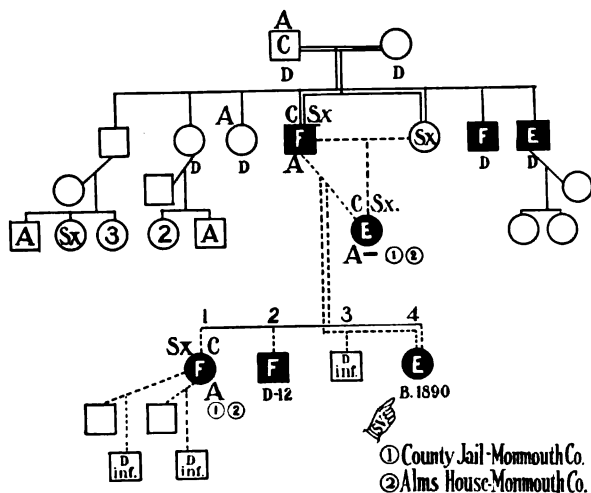 A
C
D D
A C Sx
F Sx F E
D D A D D
C Sx.
A Sx 3 2 A E
A- ① ②
1 2 3 4
Sx C
F F D inf. E
A D-12 B. 1890
① ②
SV
D inf. D inf.
① County Jail-Monmouth Co.
② Alms House-Monmouth Co.